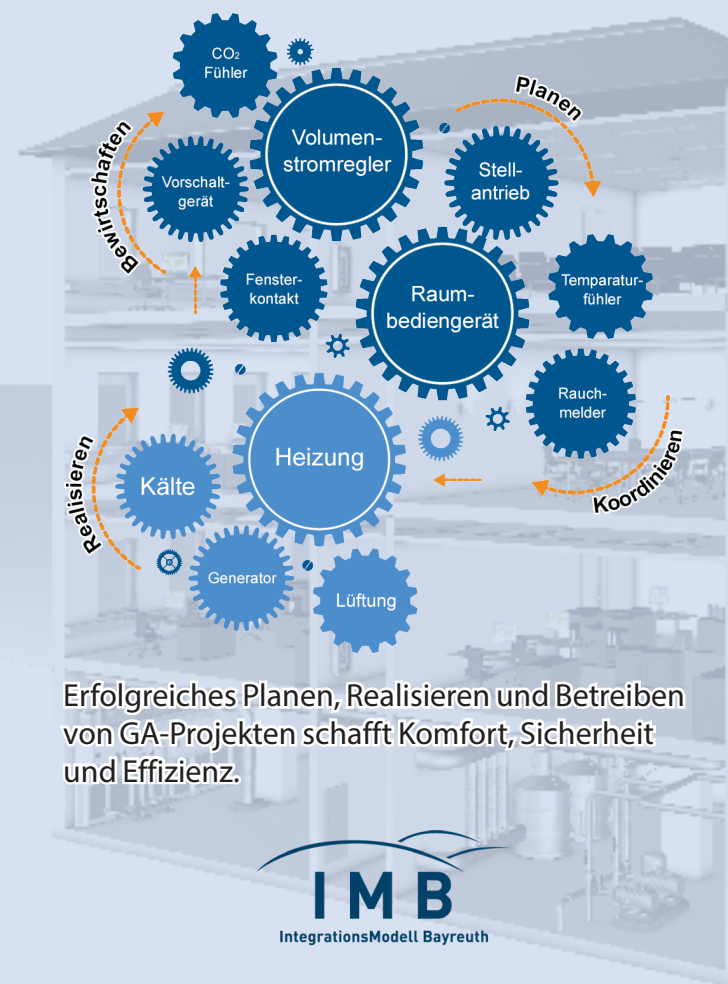 CO₂
Fühler
Volumen-
stromregler
Planen
Bewirtschaften
Vorschalt-
gerät
Stell-
antrieb
Fenster-
kontakt
Raum-
bediengerät
Temparatur-
fühler
Rauch-
melder
Heizung
Realisieren
Kälte
Koordinieren
Generator
Lüftung
Erfolgreiches Planen, Realisieren und Betreiben
von GA-Projekten schafft Komfort, Sicherheit
und Effizienz.
IMB
IntegrationsModell Bayreuth